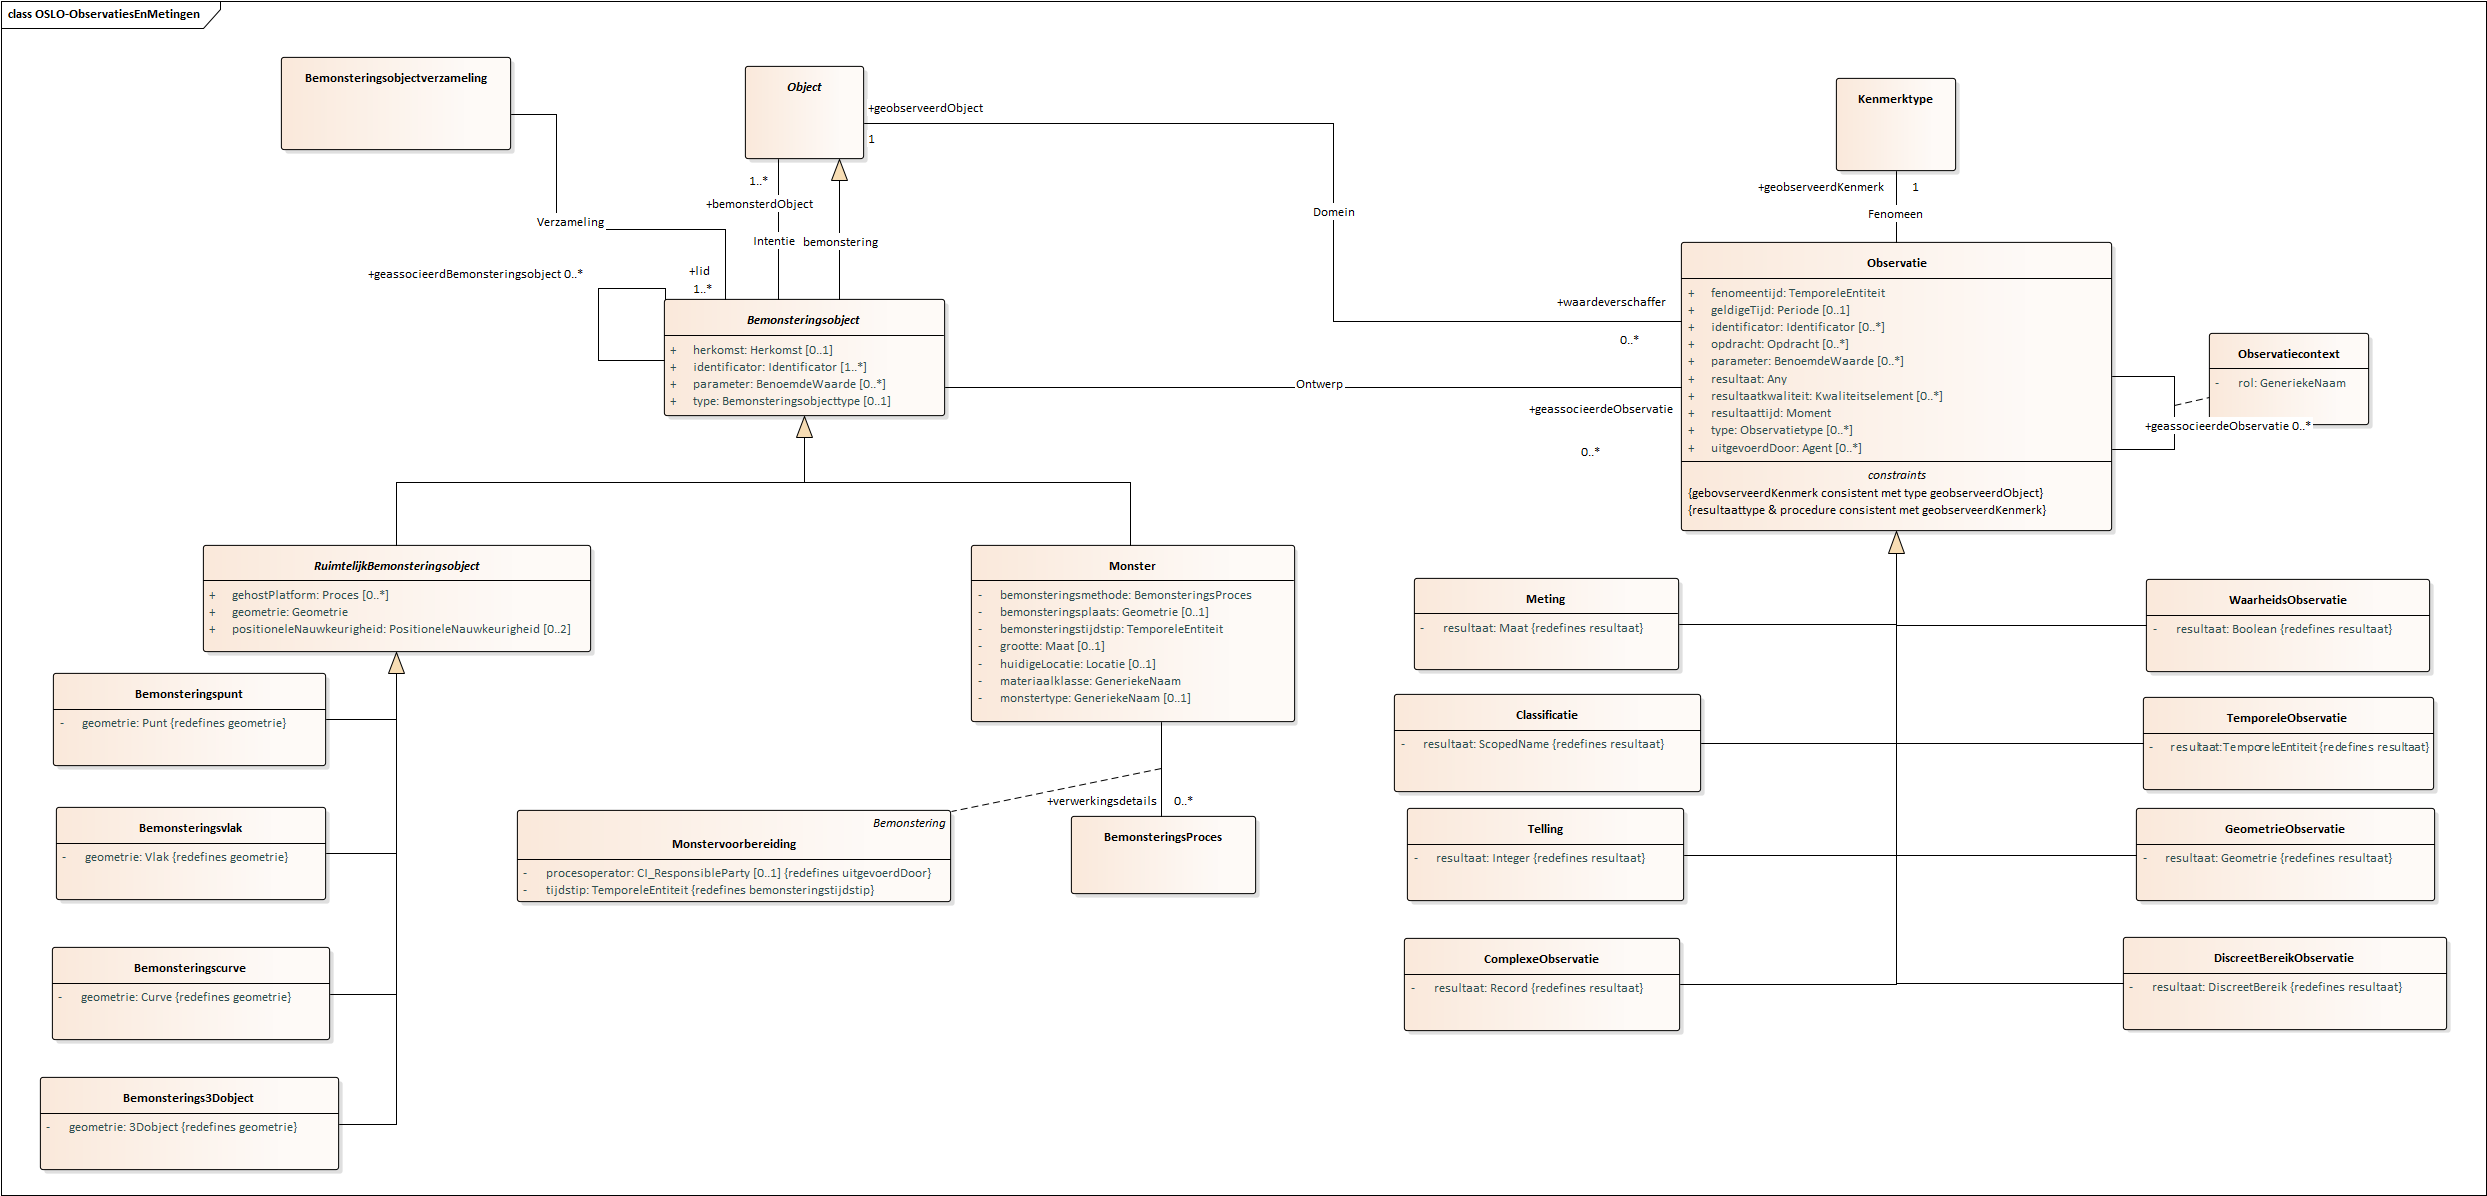 class OSLO-ObservatiesEnMetingen
Bemonsteringsobjectverzameling
Object
+geobserveerdObject
1
Kenmerktype
+geobserveerdKenmerk 1
Fenomeen
1..*
+bemonsterdObject
Verzameling
Intentie
bemonstering
Domein
+geassocieerdBemonsteringsobject 0..*
+lid
1..*
Bemonsteringsobject
+ herkomst: Herkomst [0..1]
+ identificator: Identificator [1..*]
+ parameter: BenoemdeWaarde [0..*]
+ type: Bemonsteringsobjecttype [0..1]
+waardeverschaffer
0..*
Ontwerp
+geassocieerdeObservatie
0..*
Observatie
+ fenomeentijd: TemporeleEntiteit
+ geldigeTijd: Periode [0..1]
+ identificator: Identificator [0..*]
+ opdracht: Opdracht [0..*]
+ parameter: BenoemdeWaarde [0..*]
+ resultaat: Any
+ resultaatkwaliteit: Kwaliteitselement [0..*]
+ resultaattijd: Moment
+ type: Observatietype [0..*]
+ uitgevoerdDoor: Agent [0..*]
constraints
{gebovserveerdKenmerk consistent met type geobserveerdObject}
{resultaattype & procedure consistent met geobserveerdKenmerk}
Observatiecontext
- rol: GeneriekeNaam
+geassocieerdeObservatie 0..*
RuimtelijkBemonsteringsobject
+ gehostPlatform: Proces [0..*]
+ geometrie: Geometrie
+ positioneleNauwkeurigheid: PositioneleNauwkeurigheid [0..2]
Monster
- bemonsteringsmethode: BemonsteringsProces
- bemonsteringsplaats: Geometrie [0..1]
- bemonsteringstijdstip: TemporeleEntiteit
- grootte: Maat [0..1]
- huidigeLocatie: Locatie [0..1]
- materiaalklasse: GeneriekeNaam
- monstertype: GeneriekeNaam [0..1]
Bemonsteringspunt
- geometrie: Punt {redefines geometrie}
Bemonsteringsvlak
- geometrie: Vlak {redefines geometrie}
Bemonsteringscurve
- geometrie: Curve {redefines geometrie}
Bemonsterings3Dobject
- geometrie: 3Dobject {redefines geometrie}
Bemonstering
Monstervoorbereiding
- procesoperator: CI_ResponsibleParty [0..1] {redefines uitgevoerdDoor}
- tijdstip: TemporeleEntiteit {redefines bemonsteringstijdstip}
+verwerkingsdetails 0..*
BemonsteringsProces
Meting
- resultaat: Maat {redefines resultaat}
WaarheidsObservatie
- resultaat: Boolean {redefines resultaat}
Classificatie
- resultaat: ScopedName {redefines resultaat}
TemporeleObservatie
- resultaat:TemporeleEntiteit {redefines resultaat}
Telling
- resultaat: Integer {redefines resultaat}
GeometrieObservatie
- resultaat: Geometrie {redefines resultaat}
ComplexeObservatie
- resultaat: Record {redefines resultaat}
DiscreetBereikObservatie
- resultaat: DiscreetBereik {redefines resultaat}